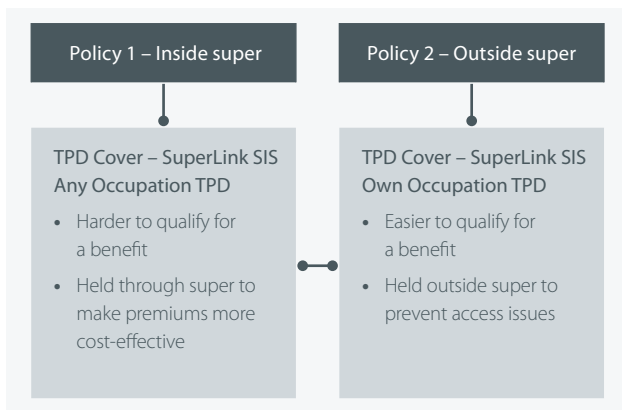 Policy 1 – Inside super
TPD Cover – SuperLink SIS
Any Occupation TPD
• Harder to qualify for
a benefit
• Held through super to
make premiums more
cost-effective
Policy 2 – Outside super
TPD Cover – SuperLink SIS
Own Occupation TPD
• Easier to qualify for
a benefit
• Held outside super to
prevent access issues